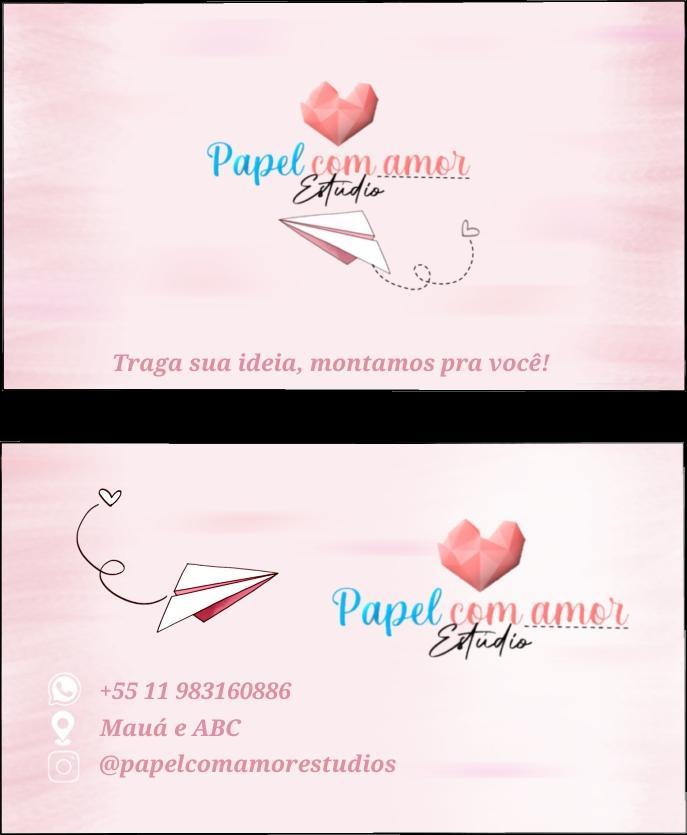 Papel com amor
Estúdio
Traga sua ideia, montamos pra você!
Papel com amor
Estúdio
+55 11 983160886
Mauá e ABC
@papelcomamorestudios